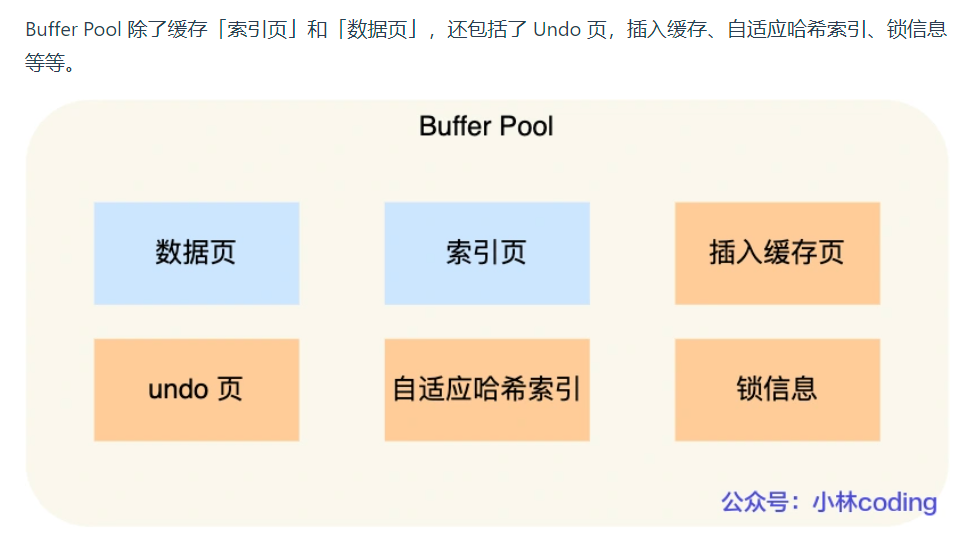 Buffer Pool 除了缓存「索引页」和「数据页」，还包括了 Undo 页，插入缓存、自适应哈希索引、锁信息
等等。
Buffer Pool
数据页
索引页
插入缓存页
undo 页
自适应哈希索引
锁信息
公众号：小林coding